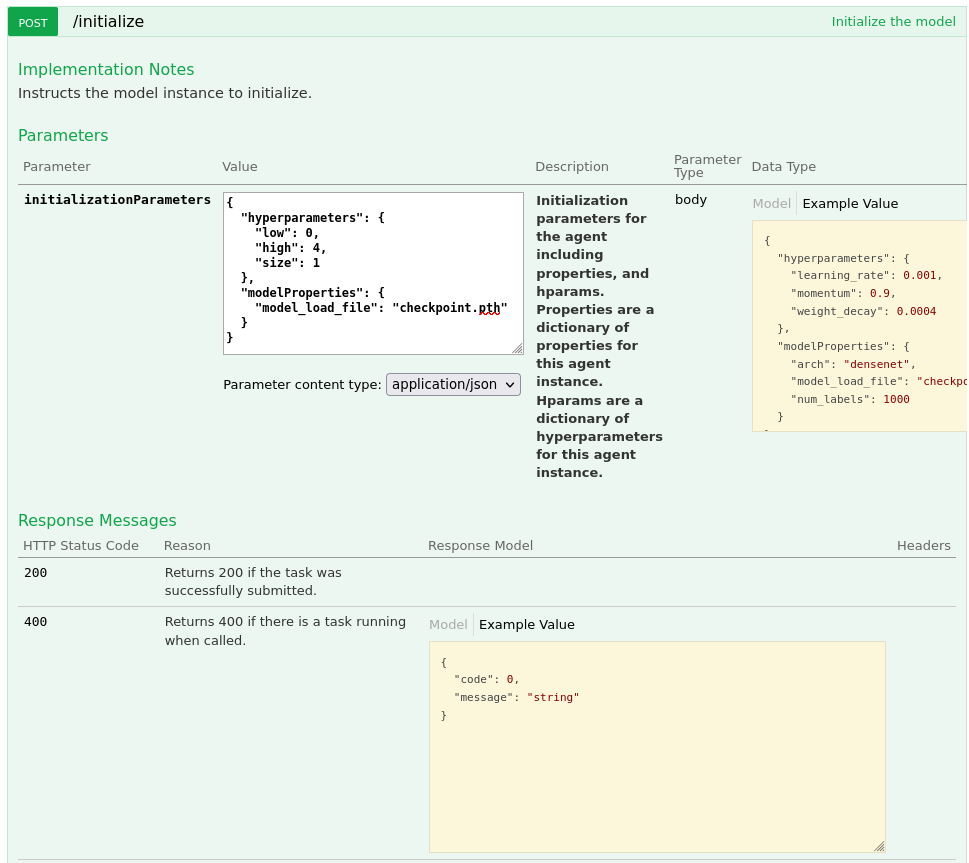 POST /initialize Initialize the model
Implementation Notes
Instructs the model instance to initialize.
Parameters
Parameter Value Description Parameter Type Data Type
initializationParameters
{
  "hyperparameters": {
    "low": 0,
    "high": 4,
    "size": 1
  },
  "modelProperties": {
    "model_load_file": "checkpoint.pth"
  }
}
Parameter content type: application/json
Initialization
parameters for
the agent
including
properties, and
hparams.
Properties are a
dictionary of
properties for
this agent
instance.
Hparams are a
dictionary of
hyperparameters
for this agent
instance.
body
Model Example Value
{
  "hyperparameters": {
    "learning_rate": 0.001,
    "momentum": 0.9,
    "weight_decay": 0.0004
  },
  "modelProperties": {
    "arch": "densenet",
    "model_load_file": "checkpo
    "num_labels": 1000
  }
Response Messages
HTTP Status Code Reason Response Model Headers
200 Returns 200 if the task was
successfully submitted.
400 Returns 400 if there is a task running
when called.
Model Example Value
{
  "code": 0,
  "message": "string"
}